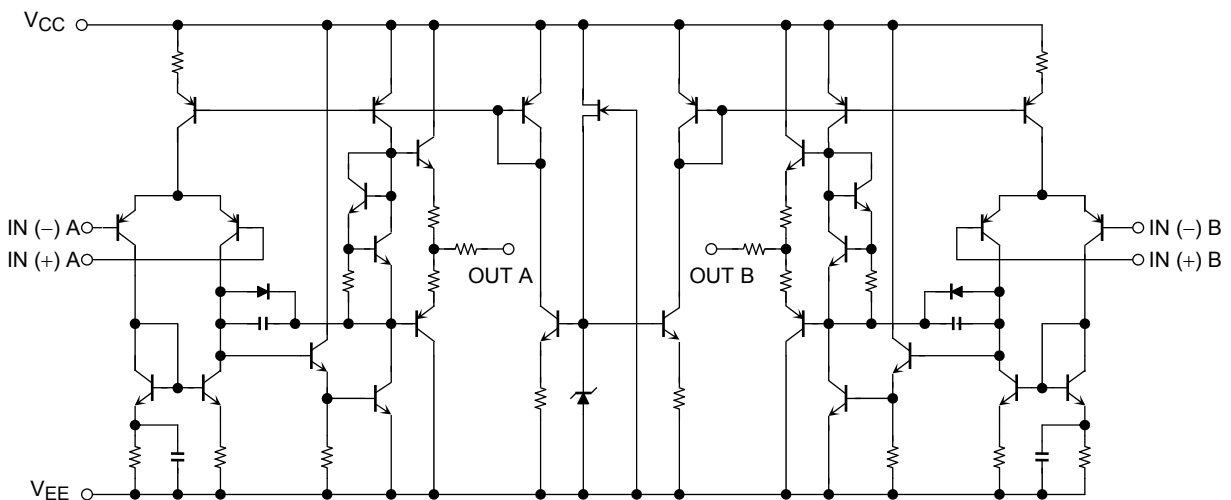 VCC
IN (−) A
IN (+) A
OUT A
OUT B
IN (−) B
IN (+) B
VEE